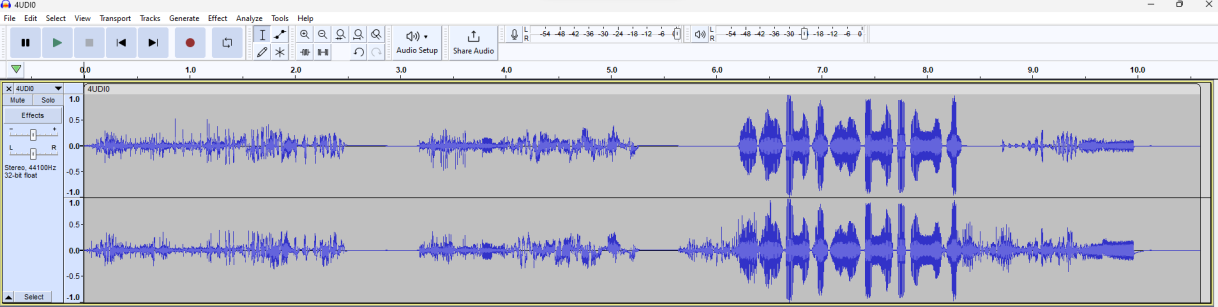 4UDI0
File Edit Select View Transport Tracks Generate Effect Analyze Tools Help
Audio Setup
Share Audio
L
R
-54 -48 -42 -36 -30 -24 -18 -12 -6 0
L
R
-54 -48 -42 -36 -30 -18 -12 -6 0
0.0 1.0 2.0 3.0 4.0 5.0 6.0 7.0 8.0 9.0 10.0
4UDI0
4UDI0
Mute Solo
Effects
- +
L R
Stereo, 44100Hz
32-bit float
1.0
0.5
0.0
-0.5
-1.0
1.0
0.5
0.0
-0.5
-1.0
Select